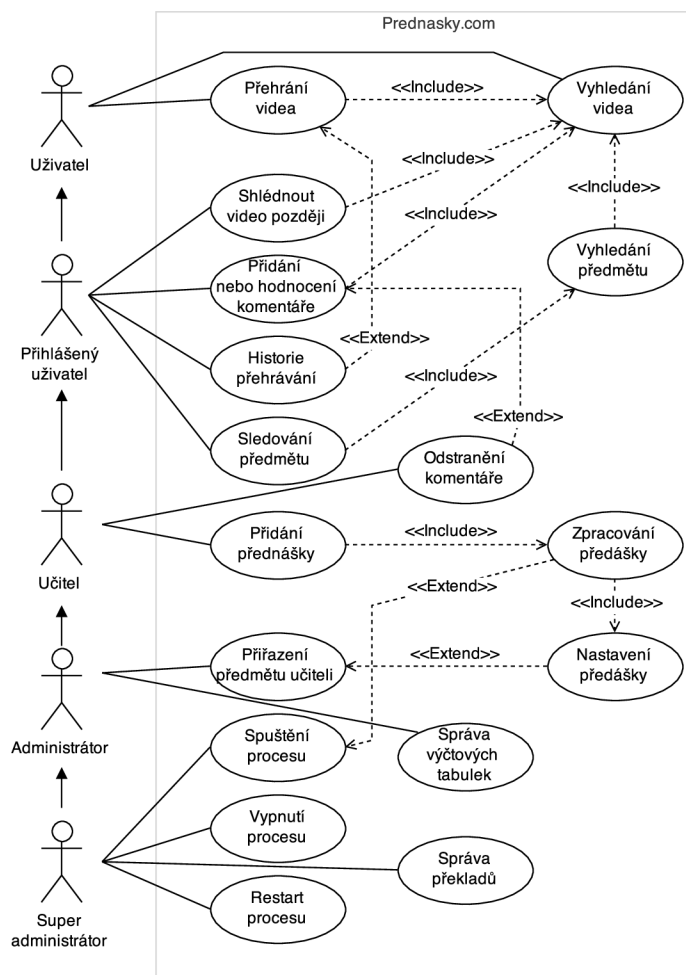 Prednasky.com
Uživatel
Přehrání
videa
<<Include>>
Vyhledání
videa
<<Include>>
Shlédnout
video později
<<Include>>
<<Include>>
Vyhledání
předmětu
Přihlášený
uživatel
Přidání
nebo hodnocení
komentáře
<<Extend>>
Historie
přehrávání
<<Include>>
<<Extend>>
Sledování
předmětu
Odstranění
komentáře
Učitel
Přidání
přednášky
<<Include>>
Zpracování
předášky
<<Extend>>
<<Include>>
Administrátor
Přiřazení
předmětu učiteli
<<Extend>>
Nastavení
předášky
Spuštění
procesu
Správa
výčtových
tabulek
Vypnutí
procesu
Správa
překladů
Super
administrátor
Restart
procesu